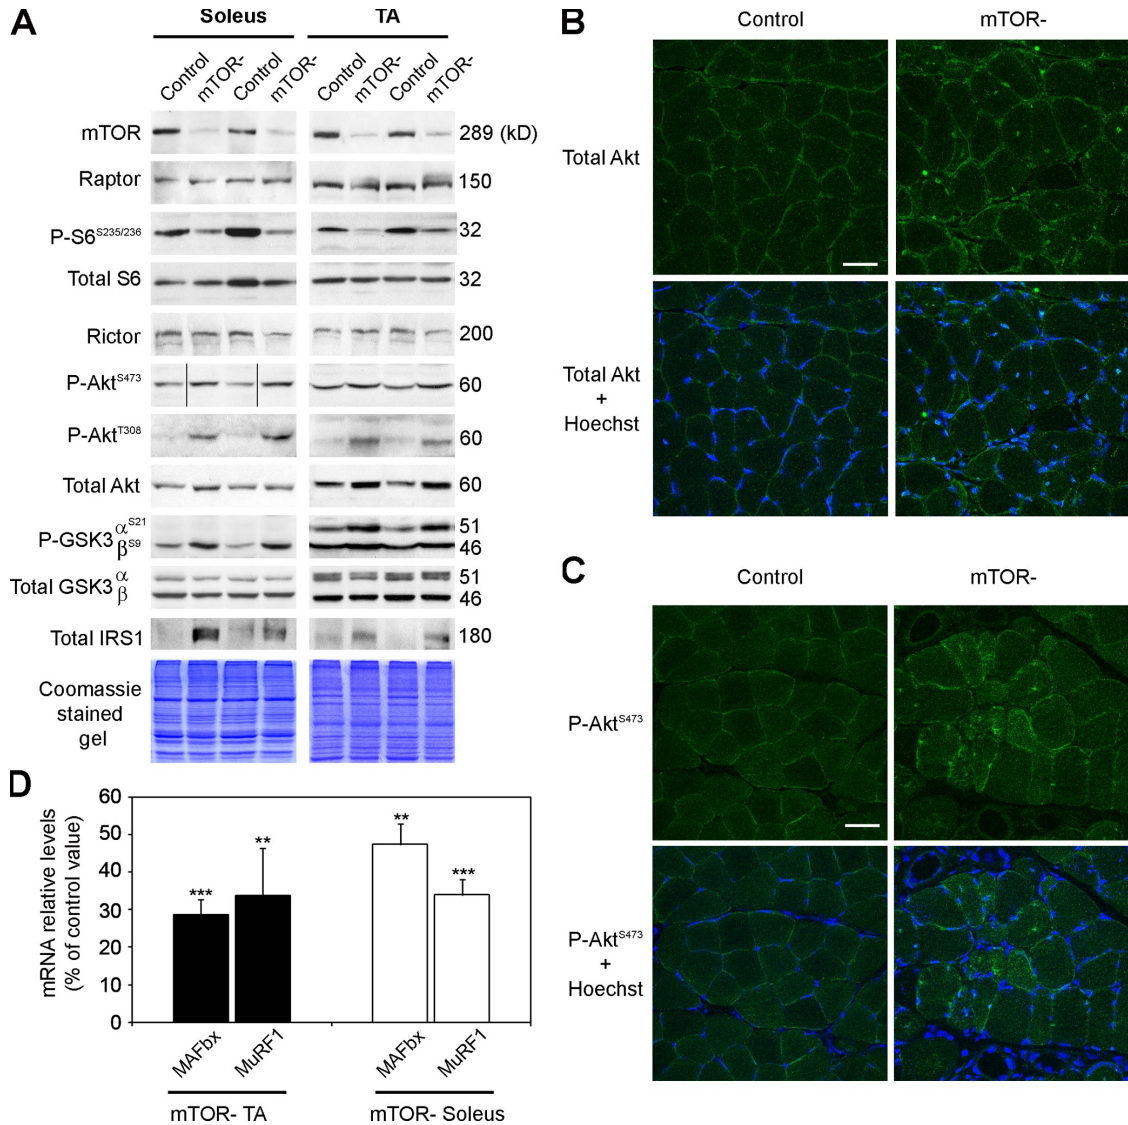 A
Soleus TA
Control mTOR- Control mTOR- Control mTOR- Control mTOR-
mTOR 289 (kD)
Raptor 150
P-S6S235/236 32
Total S6 32
Rictor 200
P-AktS473 60
P-AktT308 60
Total Akt 60
P-GSK3 αS21 51
βS9 46
Total GSK3 α 51
β 46
Total IRS1 180
Coomassie
stained
gel
B
Control mTOR-
Total Akt
Total Akt
+
Hoechst
C
Control mTOR-
P-AktS473
P-AktS473
+
Hoechst
D
mRNA relative levels
(% of control value)
60
50
40
30
20
10
0
*** ** ** ***
MAFbx MuRF1 MAFbx MuRF1
mTOR- TA mTOR- Soleus